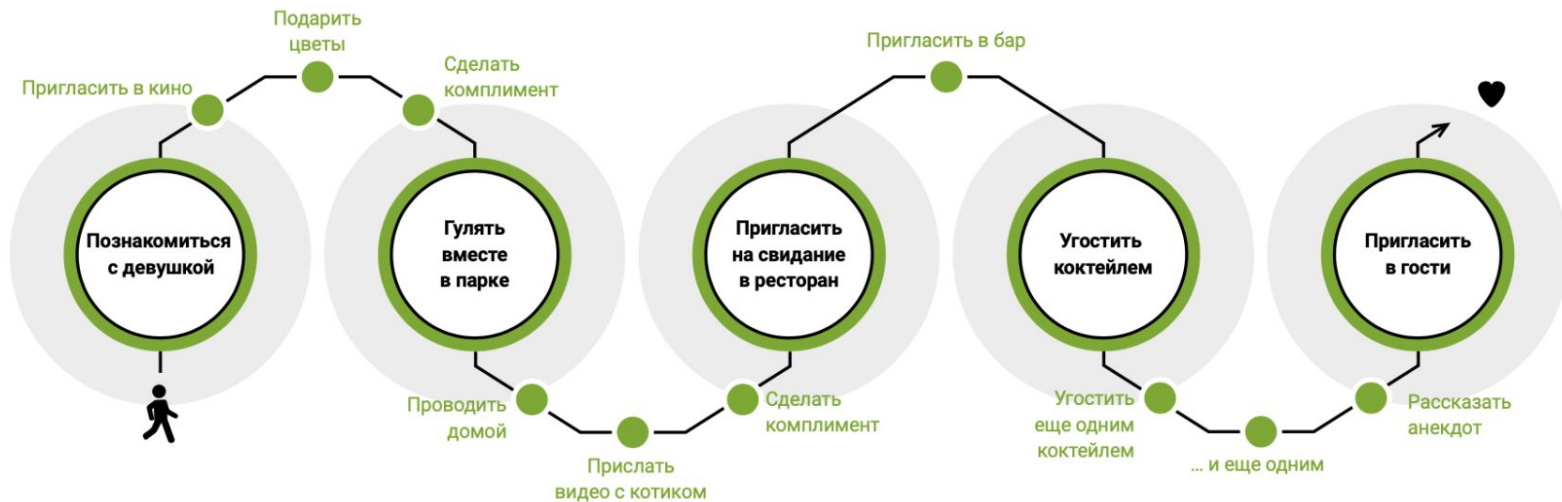 Познакомиться
с девушкой
Пригласить в кино
Подарить
цветы
Сделать
комплимент
Гулять
вместе
в парке
Проводить
домой
Прислать
видео с котиком
Сделать
комплимент
Пригласить
на свидание
в ресторан
Пригласить в бар
Угостить
коктейлем
Угостить
еще одним
коктейлем
... и еще одним
Рассказать
анекдот
Пригласить
в гости